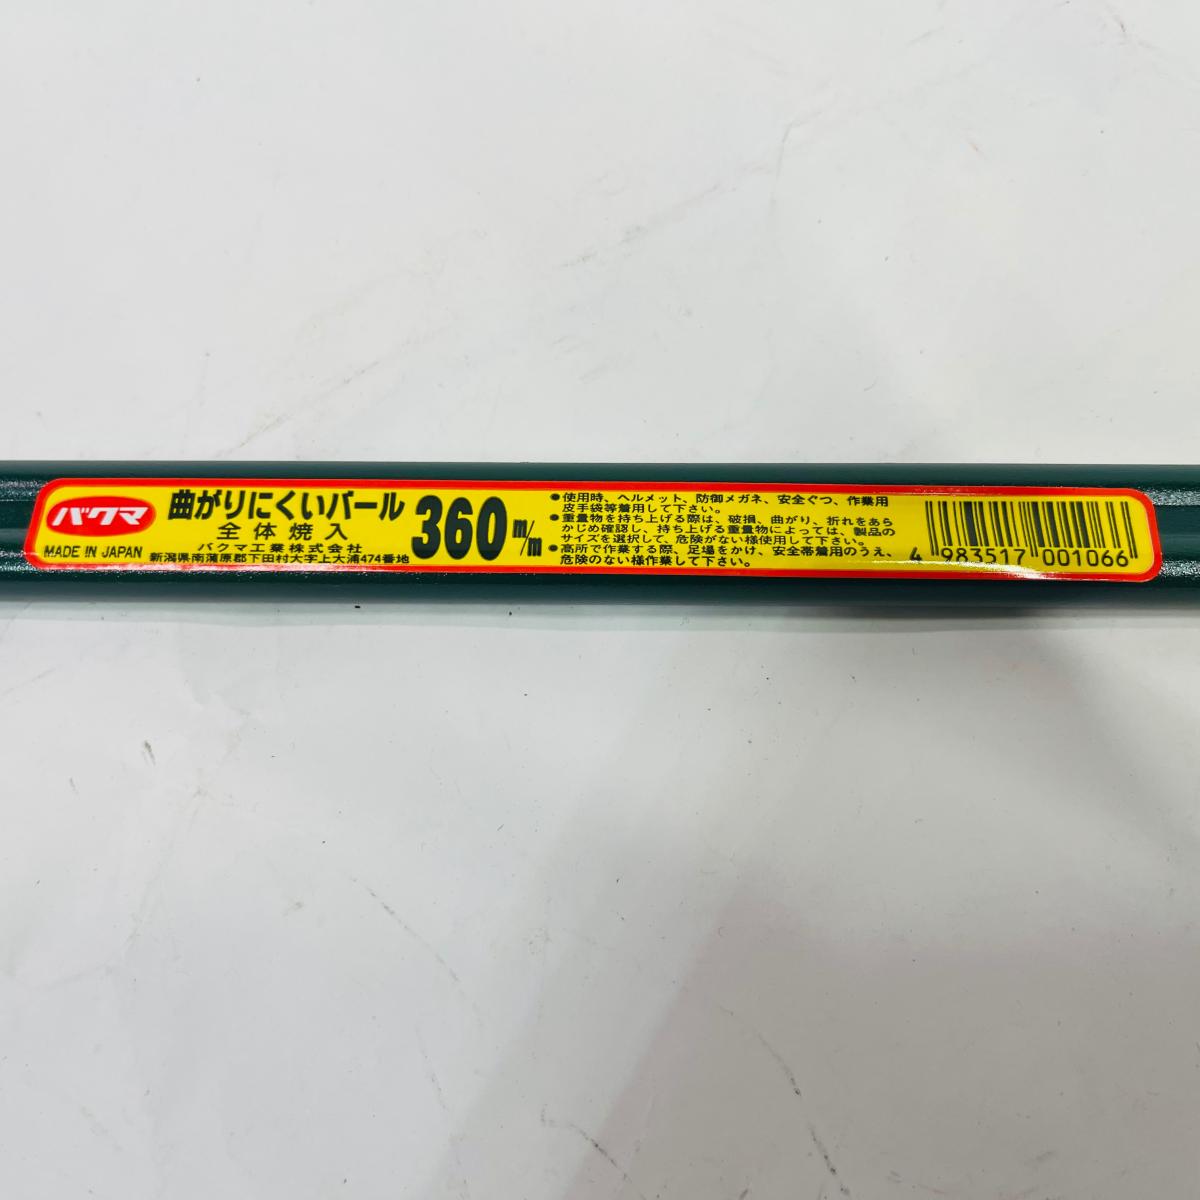 バクマ
MADE IN JAPAN
曲がりにくいバール
全体焼入
バクマ工業株式会社
新潟県南蒲原郡下田村大字上大浦474番地
360m/m
●使用時、ヘルメット、防御メガネ、安全ぐつ、作業用
皮手袋等着用して下さい。
●重量物を持ち上げる際は、破損、曲がり、折れをあら
かじめ確認し、持ち上げる重量物によっては、製品の
サイズを選択して、危険がない様使用して下さい。
●高所で作業する際、足場をかけ、安全帯着用のうえ、
危険のない様作業して下さい。
4 983517 001066